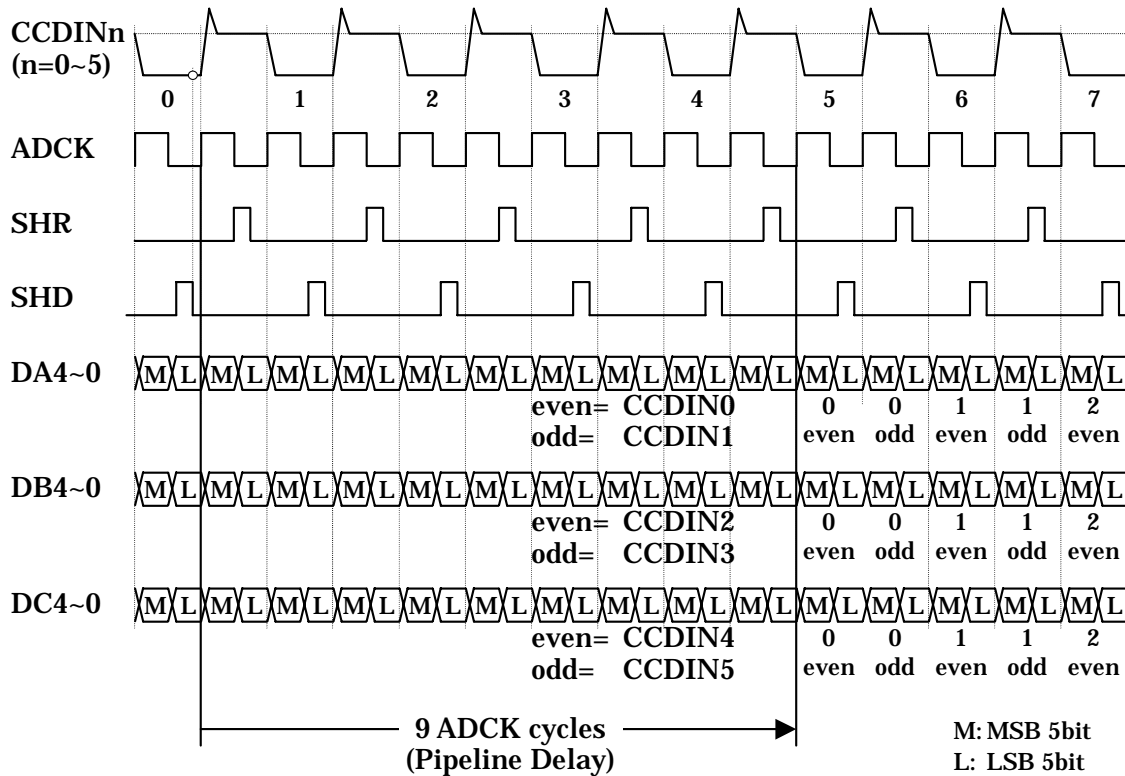 CCDINn
(n=0~5)
0 1 2 3 4 5 6 7
ADCK
SHR
SHD
DA4~0 M L M L M L M L M L M L M L M L M L M L M L M L M L M L M L
even= CCDIN0 0 0 1 1 2
odd= CCDIN1 even odd even odd even
DB4~0 M L M L M L M L M L M L M L M L M L M L M L M L M L M L M L
even= CCDIN2 0 0 1 1 2
odd= CCDIN3 even odd even odd even
DC4~0 M L M L M L M L M L M L M L M L M L M L M L M L M L M L M L
even= CCDIN4 0 0 1 1 2
odd= CCDIN5 even odd even odd even
9 ADCK cycles
(Pipeline Delay)
M: MSB 5bit
L: LSB 5bit